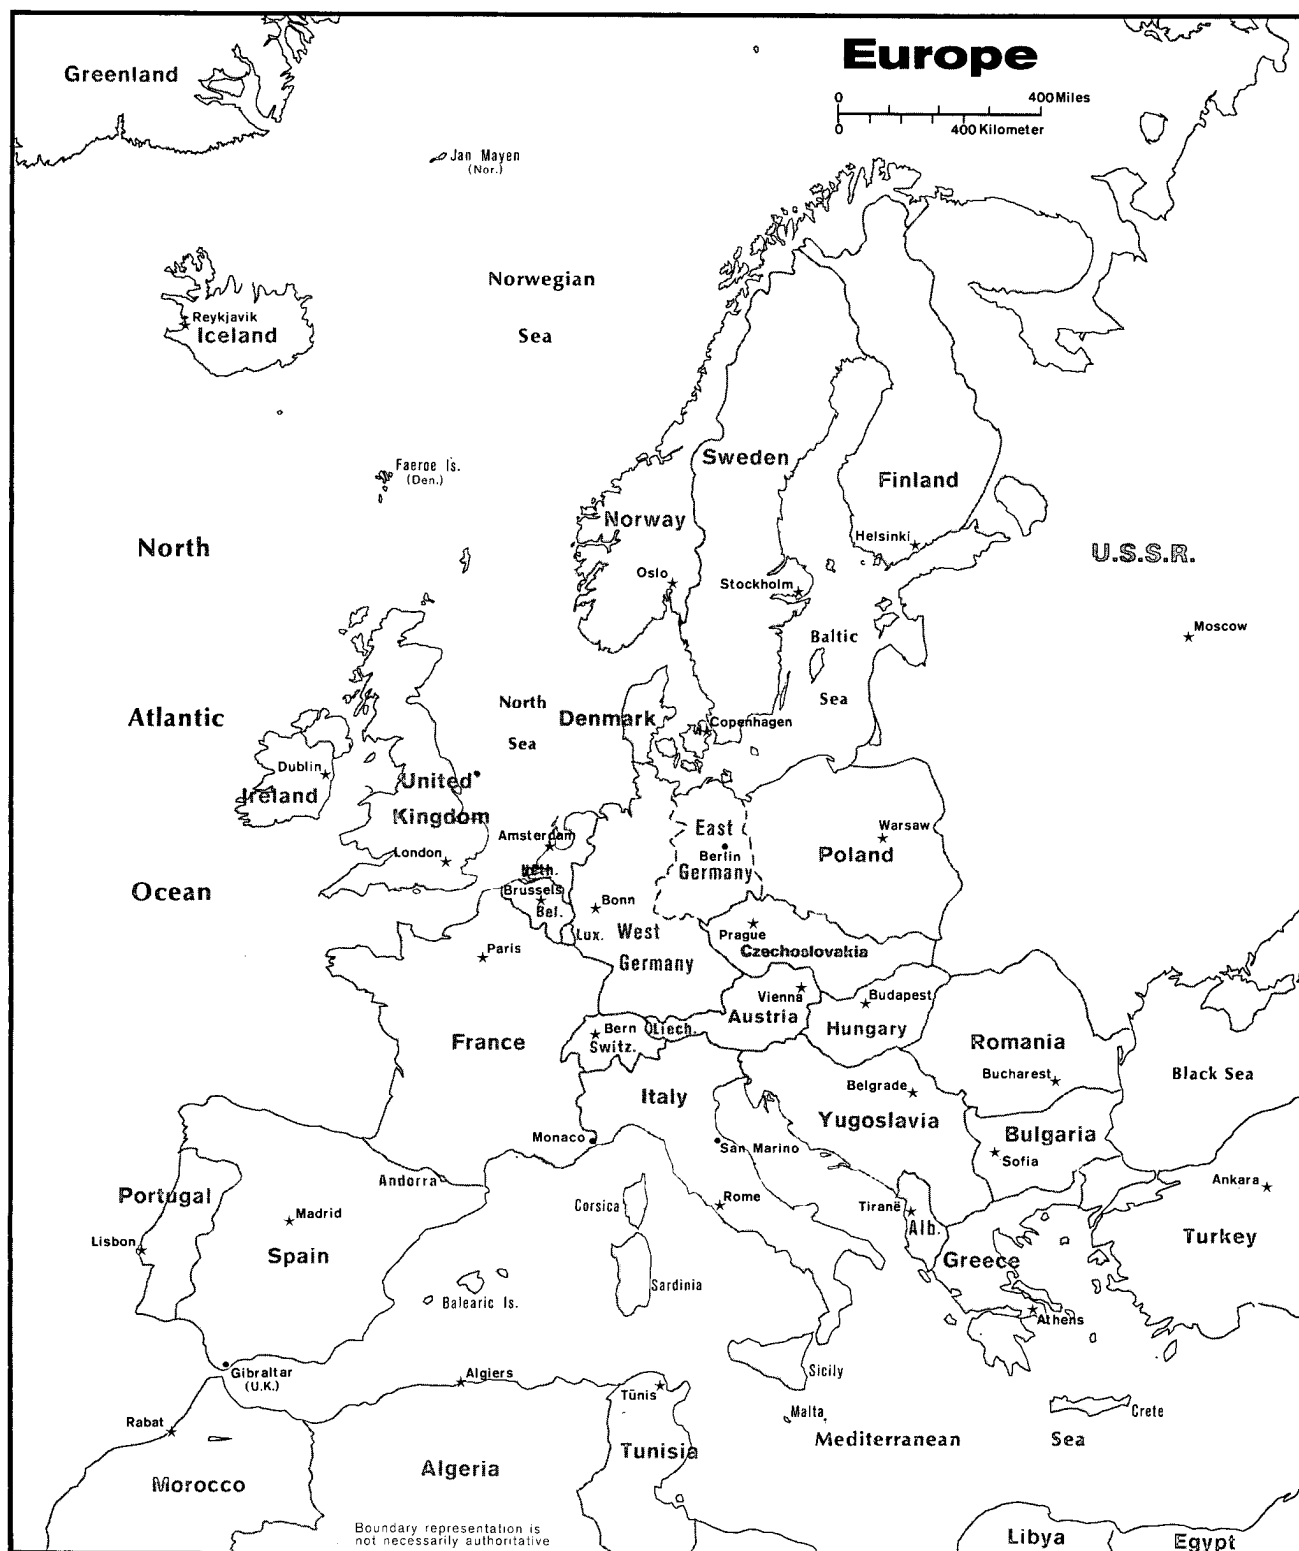 Europe
Greenland
0 400 Miles
0 400 Kilometer
Jan Mayen
(Nor.)
Norwegian
Sea
Reykjavik
Iceland
Faeroe Is.
(Den.)
Sweden
Finland
Norway
Helsinki
North
U.S.S.R.
Oslo
Stockholm
Moscow
Baltic
Sea
North
Sea
Atlantic
Denmark
Copenhagen
Dublin
Ireland
United
Kingdom
London
Amsterdam
Neth.
East
Berlin
Germany
Warsaw
Poland
Ocean
Brussels
Bel.
Bonn
Lux.
West
Germany
Prague
Czechoslovakia
Paris
Vienna
Austria
Budapest
Hungary
France
Bern
Switz.
Liech.
Romania
Bucharest
Black Sea
Italy
Belgrade
Yugoslavia
Bulgaria
Sofia
Monaco
San Marino
Andorra
Portugal
Madrid
Lisbon
Spain
Corsica
Rome
Tiranë
Alb.
Ankara
Turkey
Greece
Sardinia
Balearic Is.
Athens
Gibraltar
(U.K.)
Algiers
Tūnis
Sicily
Malta
Crete
Rabat
Mediterranean Sea
Morocco
Algeria
Tunisia
Boundary representation is
not necessarily authoritative
Libya
Egypt